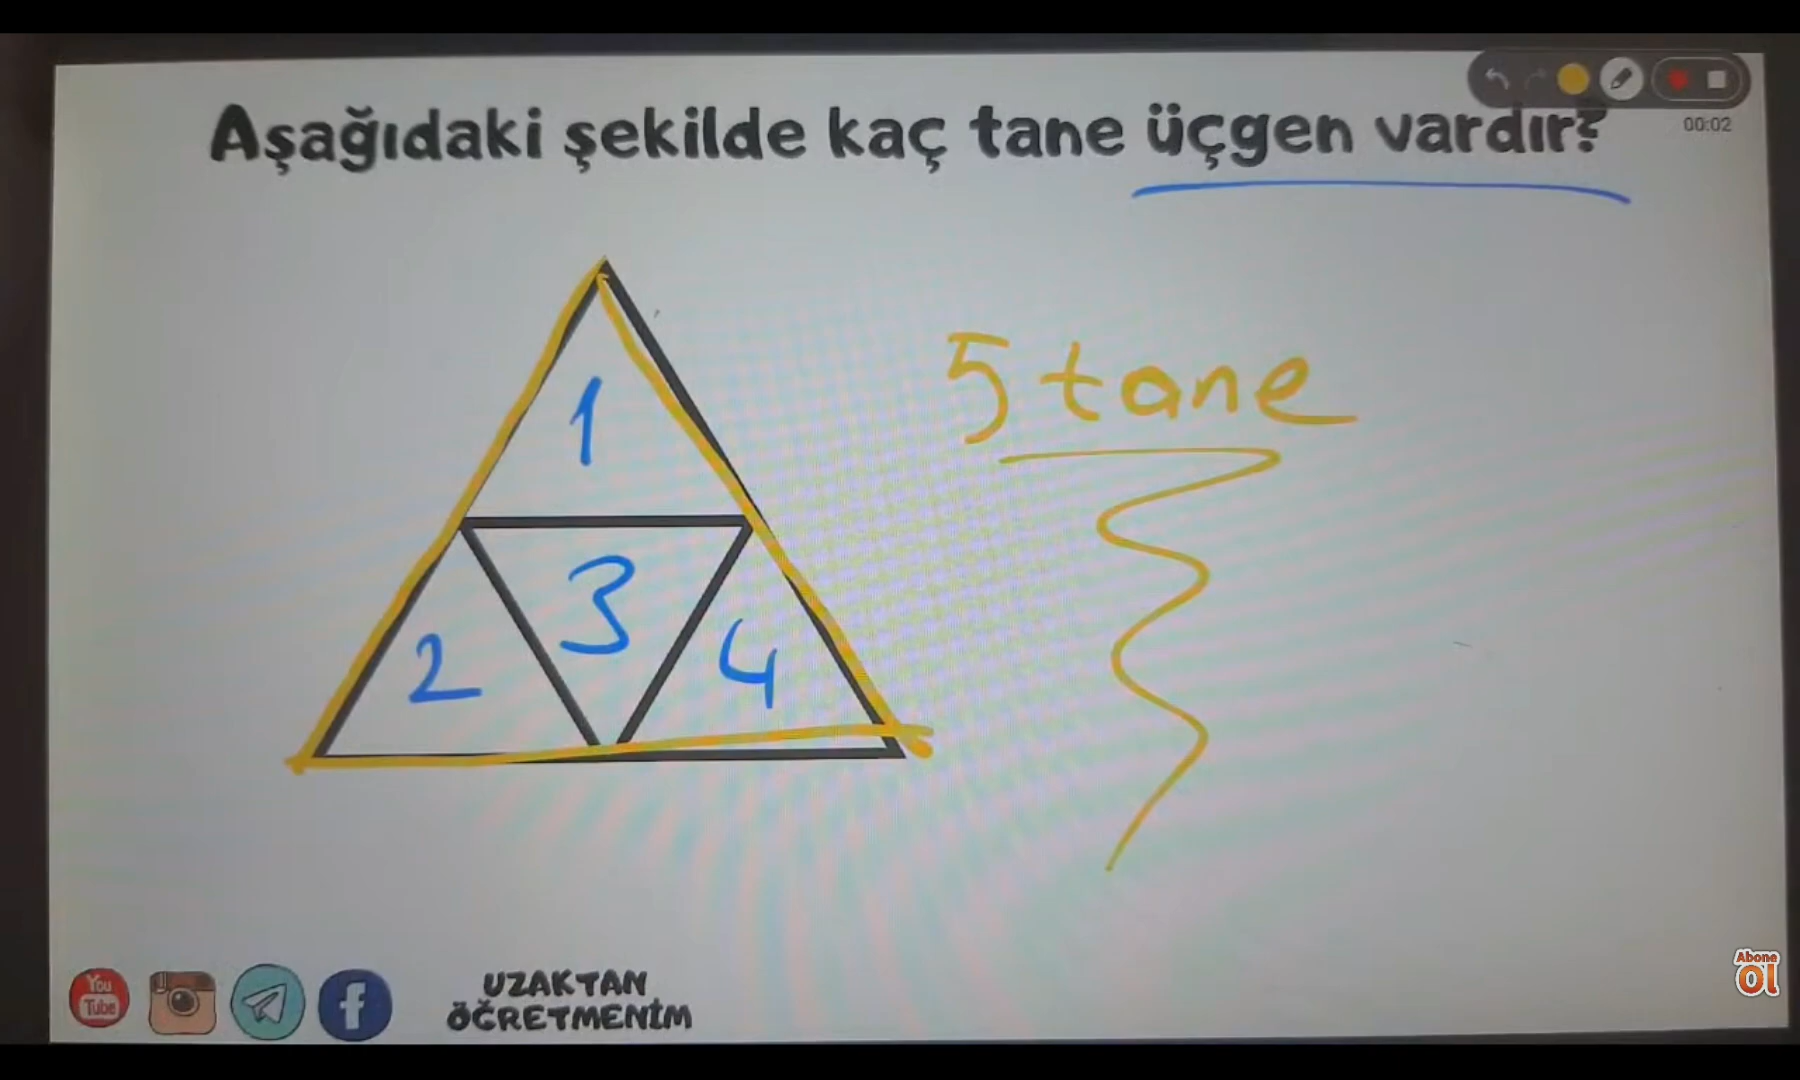 Aşağıdaki şekilde kaç tane üçgen vardır?
00:02
1
5 tane
3
2
4
You
Tube
UZAKTAN
ÖĞRETMENİM
Abone
Ol